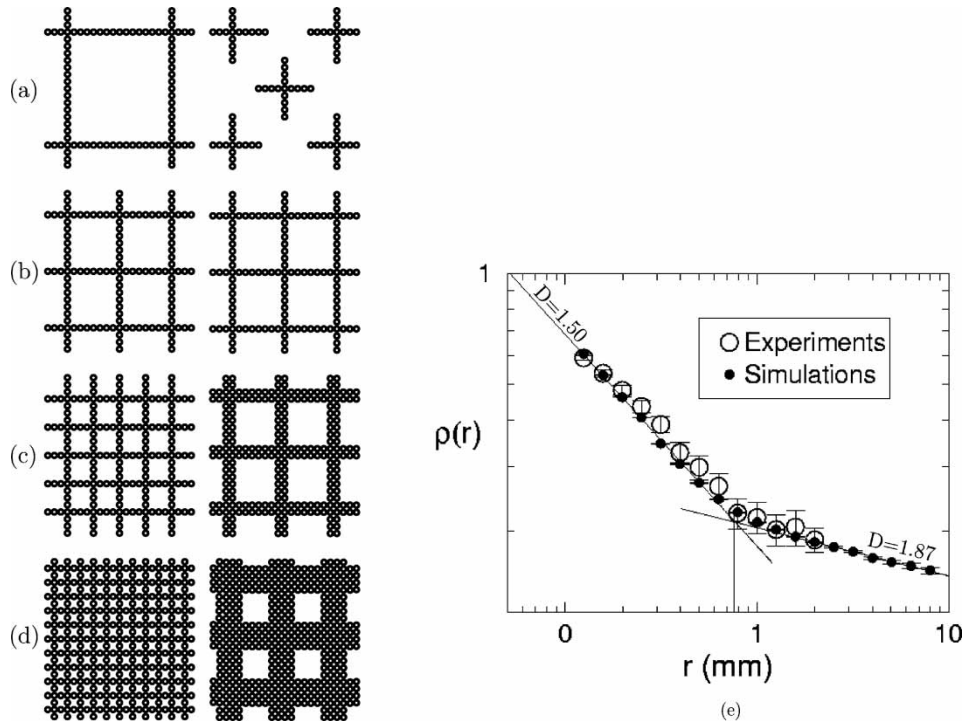 (a)
(b)
(c)
(d)
1
D=1.50
Experiments
Simulations
ρ(r)
D=1.87
0
1
10
r (mm)
(e)